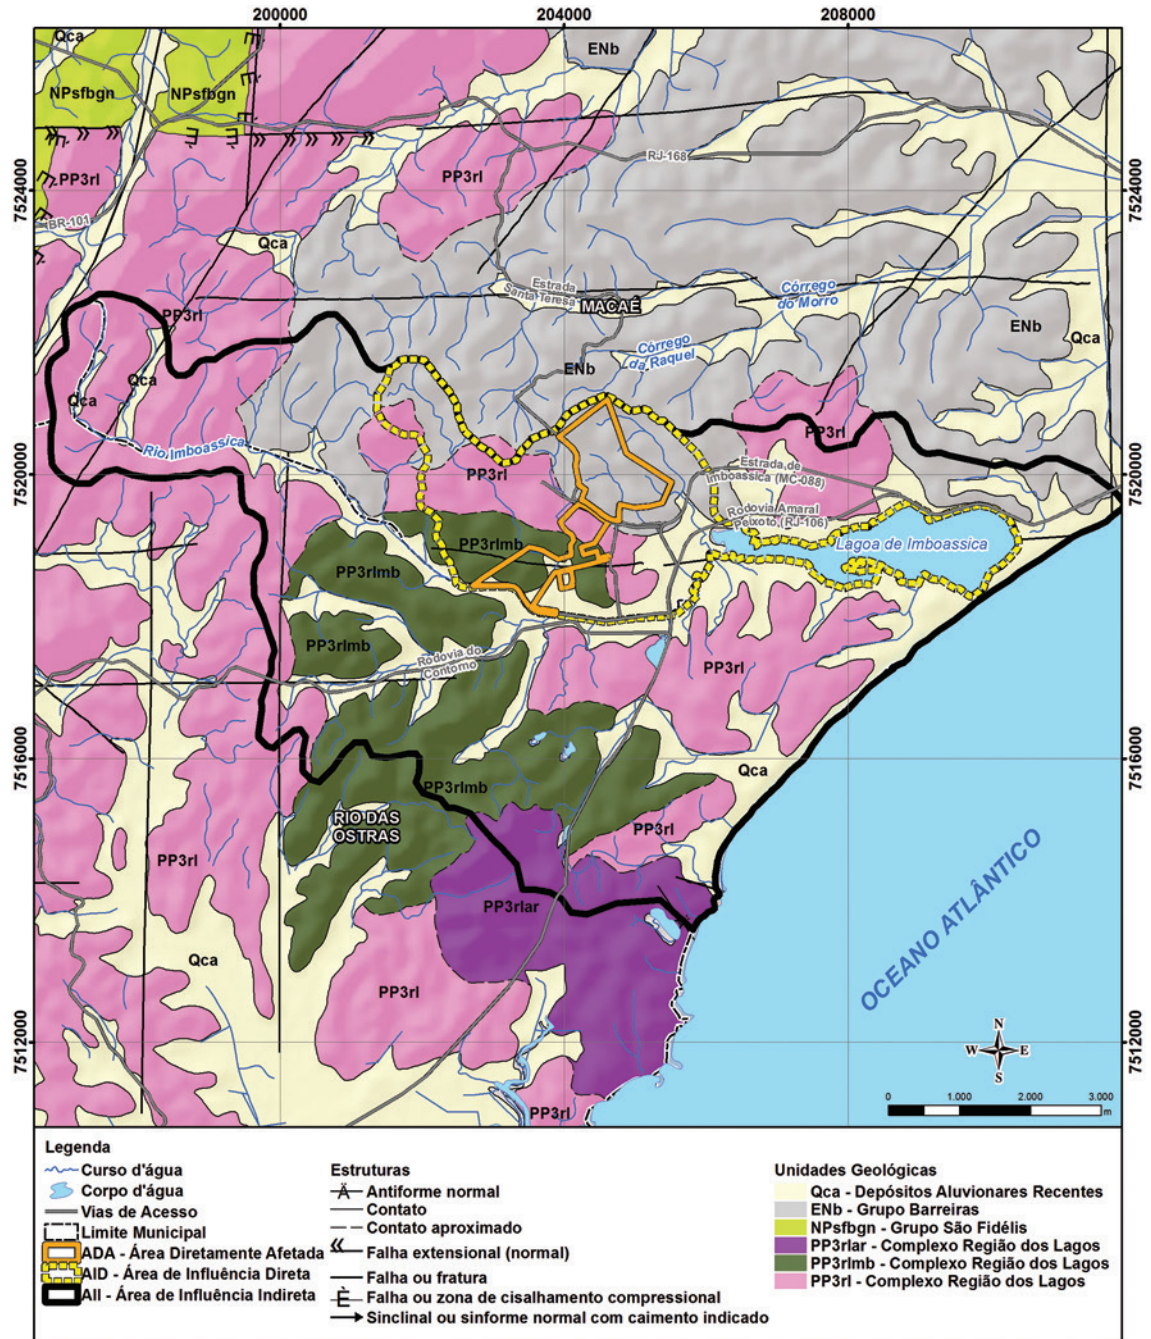 200000
204000
208000
Qca
ENb
NPsfbgn
NPsfbgn
RJ-168
PP3rl
PP3rl
7524000
7524000
BR-101
Qca
Estrada
Santa Teresa
MACAÉ
Córrego
do Morro
PP3rl
ENb
Qca
Córrego
da Raquel
ENb
Qca
Qca
PP3rl
Rio Imboassica
PP3rl
Estrada de
Imboassica (MC-088)
7520000
7520000
Rodovia Amaral
Peixoto (RJ-106)
PP3rlmb
Lagoa de Imboassica
PP3rlmb
PP3rlmb
Rodovia do
Contorno
PP3rl
7516000
7516000
Qca
Qca
PP3rlmb
RIO DAS
OSTRAS
PP3rl
PP3rl
OCEANO ATLÂNTICO
PP3rlar
Qca
PP3rl
7512000
7512000
N
W
E
S
PP3rl
0
1.000
2.000
3.000
m
Legenda
Curso d'água
Corpo d'água
Vias de Acesso
Limite Municipal
ADA - Área Diretamente Afetada
AID - Área de Influência Direta
AII - Área de Influência Indireta
Estruturas
Antiforme normal
Contato
Contato aproximado
Falha extensional (normal)
Falha ou fratura
Falha ou zona de cisalhamento compressional
Sinclinal ou sinforme normal com caimento indicado
Unidades Geológicas
Qca - Depósitos Aluvionares Recentes
ENb - Grupo Barreiras
NPsfbgn - Grupo São Fidélis
PP3rlar - Complexo Região dos Lagos
PP3rlmb - Complexo Região dos Lagos
PP3rl - Complexo Região dos Lagos